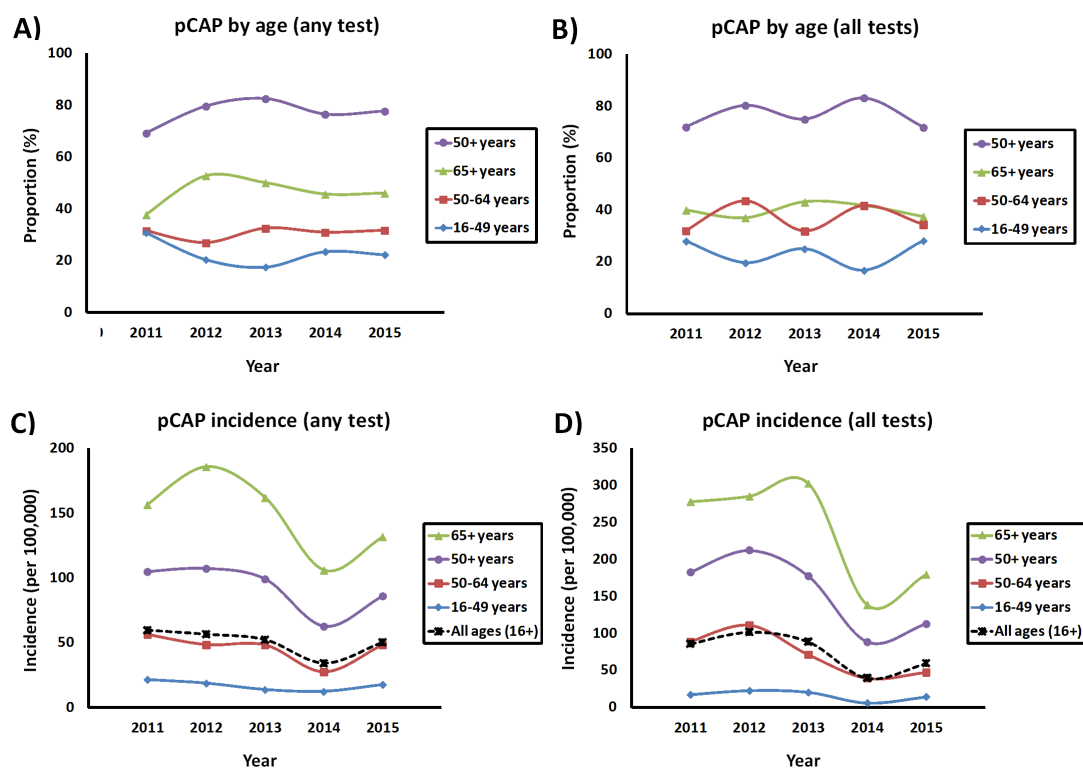 A)
pCAP by age (any test)
Proportion (%)
100
80
60
40
20
0
2011 2012 2013 2014 2015
Year
50+ years
65+ years
50-64 years
16-49 years
B)
pCAP by age (all tests)
Proportion (%)
100
80
60
40
20
0
2011 2012 2013 2014 2015
Year
50+ years
65+ years
50-64 years
16-49 years
C)
pCAP incidence (any test)
Incidence (per 100,000)
200
150
100
50
0
2011 2012 2013 2014 2015
Year
65+ years
50+ years
50-64 years
16-49 years
All ages (16+)
D)
pCAP incidence (all tests)
Incidence (per 100,000)
350
300
250
200
150
100
50
0
2011 2012 2013 2014 2015
Year
65+ years
50+ years
50-64 years
16-49 years
All ages (16+)